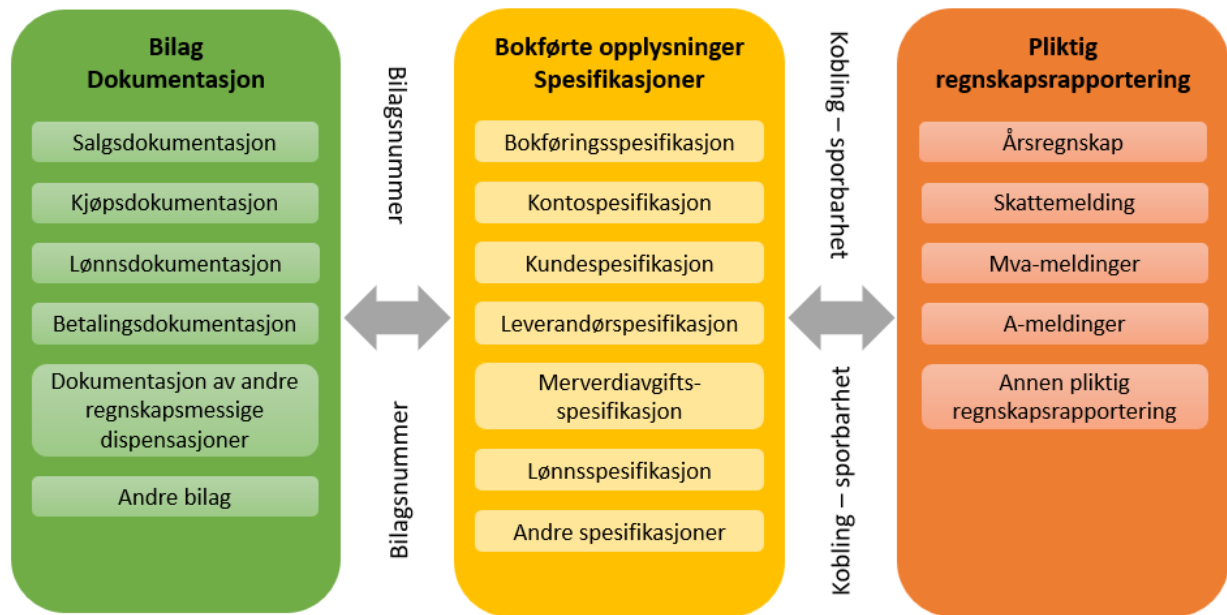 Bilag
Dokumentasjon
Salgsdokumentasjon
Kjøpsdokumentasjon
Lønnsdokumentasjon
Betalingsdokumentasjon
Dokumentasjon av andre
regnskapsmessige
dispensasjoner
Andre bilag
Bilagsnummer
Bilagsnummer
Bokførte opplysninger
Spesifikasjoner
Bokføringsspesifikasjon
Kontospesifikasjon
Kundespesifikasjon
Leverandørspesifikasjon
Merverdiavgifts-
spesifikasjon
Lønnsspesifikasjon
Andre spesifikasjoner
Kobling – sporbarhet
Kobling – sporbarhet
Pliktig
regnskapsrapportering
Årsregnskap
Skattemelding
Mva-meldinger
A-meldinger
Annen pliktig
regnskapsrapportering